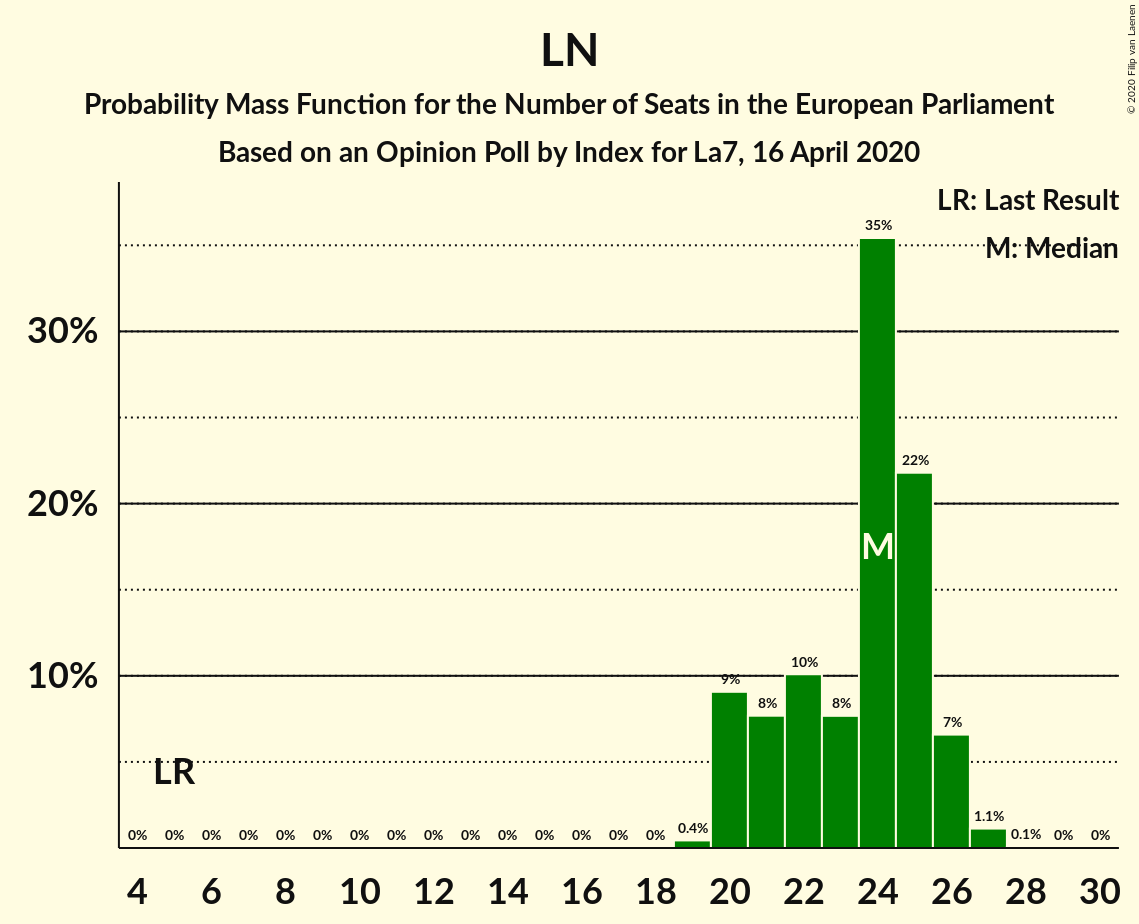 LN
Probability Mass Function for the Number of Seats in the European Parliament
Based on an Opinion Poll by Index for La7, 16 April 2020
© 2020 Filip van Laenen
LR: Last Result
M: Median
35%
30%
22%
20%
M
10%
10%
9%
8%
8%
7%
LR
0% 0% 0% 0% 0% 0% 0% 0% 0% 0% 0% 0% 0% 0% 0% 0.4% 1.1% 0.1% 0% 0%
4 6 8 10 12 14 16 18 20 22 24 26 28 30